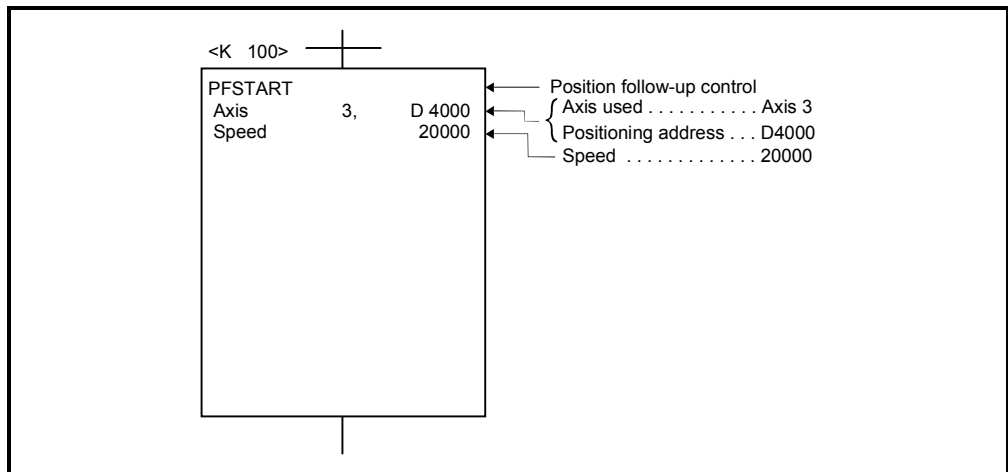 <K 100>
PFSTART
Axis 3, D 4000
Speed 20000
Position follow-up control
Axis used . . . . . . . . . . . Axis 3
Positioning address . . . D4000
Speed . . . . . . . . . . . . . 20000